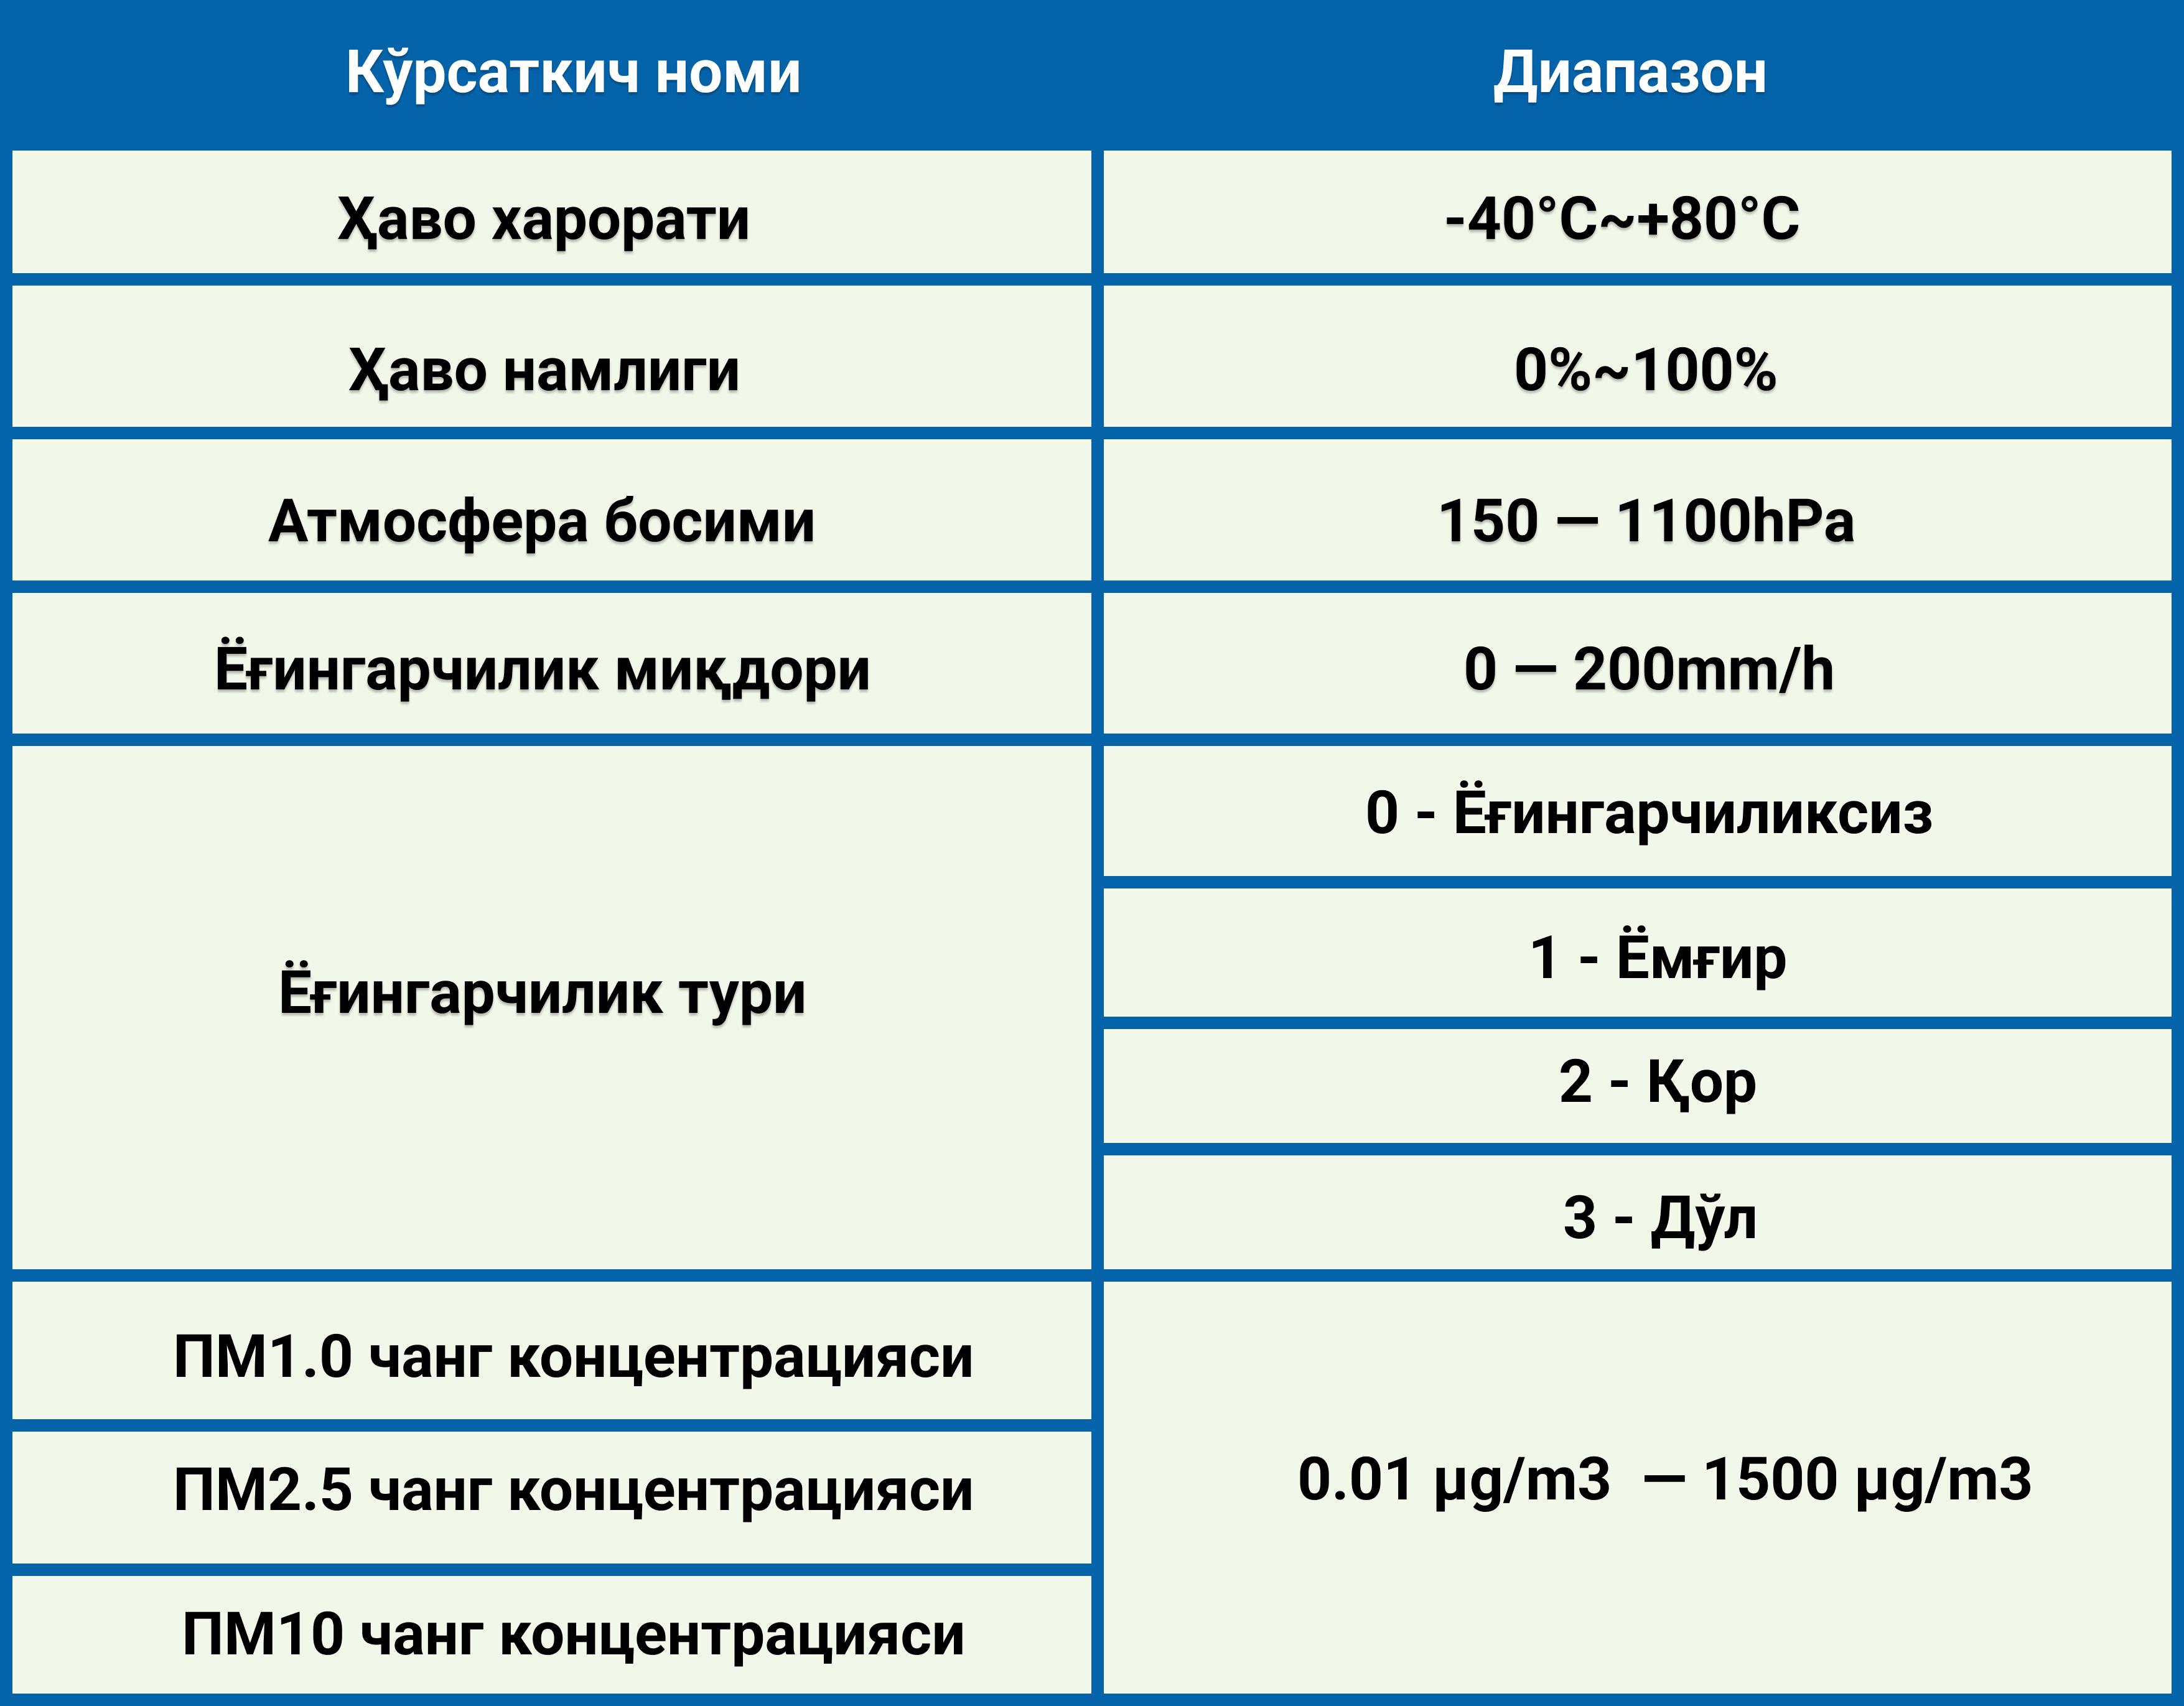 Кўрсаткич номи Диапазон
Ҳаво харорати -40°C~+80°C
Ҳаво намлиги 0%~100%
Атмосфера босими 150 — 1100hPa
Ёғингарчилик миқдори 0 — 200mm/h
Ёғингарчилик тури
0 - Ёғингарчиликсиз
1 - Ёмғир
2 - Қор
3 - Дўл
ПМ1.0 чанг концентрацияси
ПМ2.5 чанг концентрацияси
ПМ10 чанг концентрацияси
0.01 µg/m3 — 1500 µg/m3